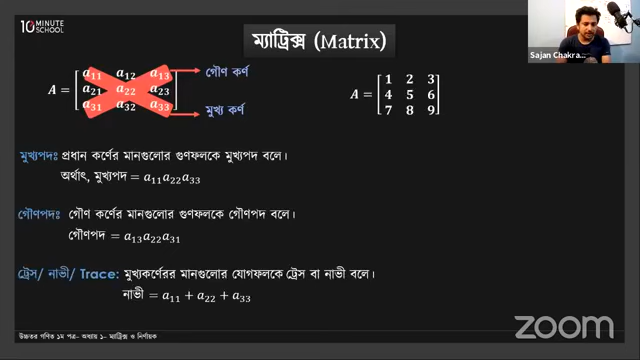 10 MINUTE SCHOOL
ম্যাট্রিক্স (Matrix)
Sajan Chakra...
A = [a₁₁ a₁₂ a₁₃
a₂₁ a₂₂ a₂₃
a₃₁ a₃₂ a₃₃]
গৌণ কর্ণ
মুখ্য কর্ণ
A = [1 2 3
4 5 6
7 8 9]
মুখ্যপদঃ প্রধান কর্ণের মানগুলোর গুণফলকে মুখ্যপদ বলে।
অর্থাৎ, মুখ্যপদ = a₁₁a₂₂a₃₃
গৌণপদঃ গৌণ কর্ণের মানগুলোর গুণফলকে গৌণপদ বলে।
গৌণপদ = a₁₃a₂₂a₃₁
ট্রেস/ নাভী/ Trace: মুখ্যকর্ণেরর মানগুলোর যোগফলকে ট্রেস বা নাভী বলে।
নাভী = a₁₁ + a₂₂ + a₃₃
উচ্চতর গণিত ১ম পত্র- অধ্যায় ১- ম্যাট্রিক্স ও নির্ণায়ক
zoom